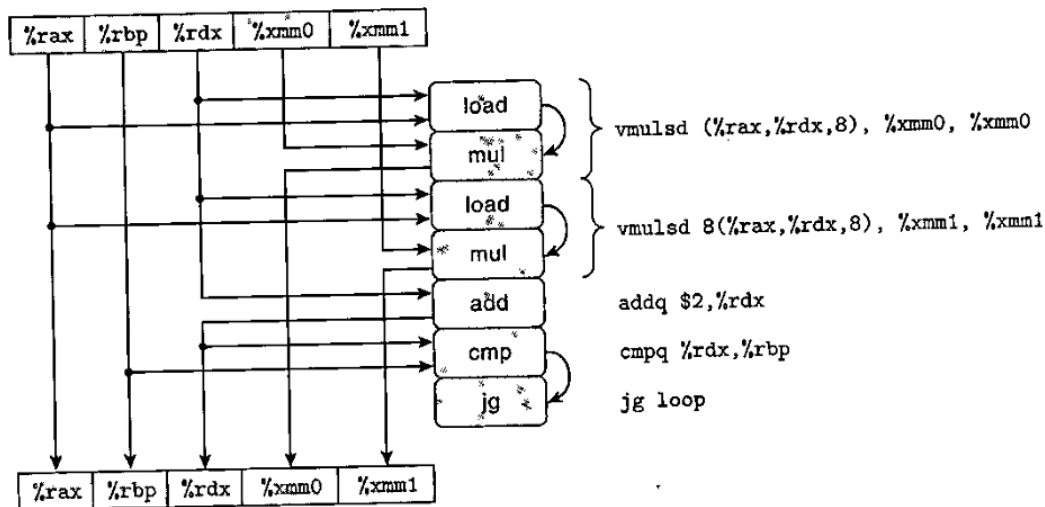 %rax %rbp %rdx %xmm0 %xmm1
load
vmulsd (%rax,%rdx,8), %xmm0, %xmm0
mul
load
vmulsd 8(%rax,%rdx,8), %xmm1, %xmm1
mul
add addq $2,%rdx
cmp cmpq %rdx,%rbp
jg jg loop
%rax %rbp %rdx %xmm0 %xmm1